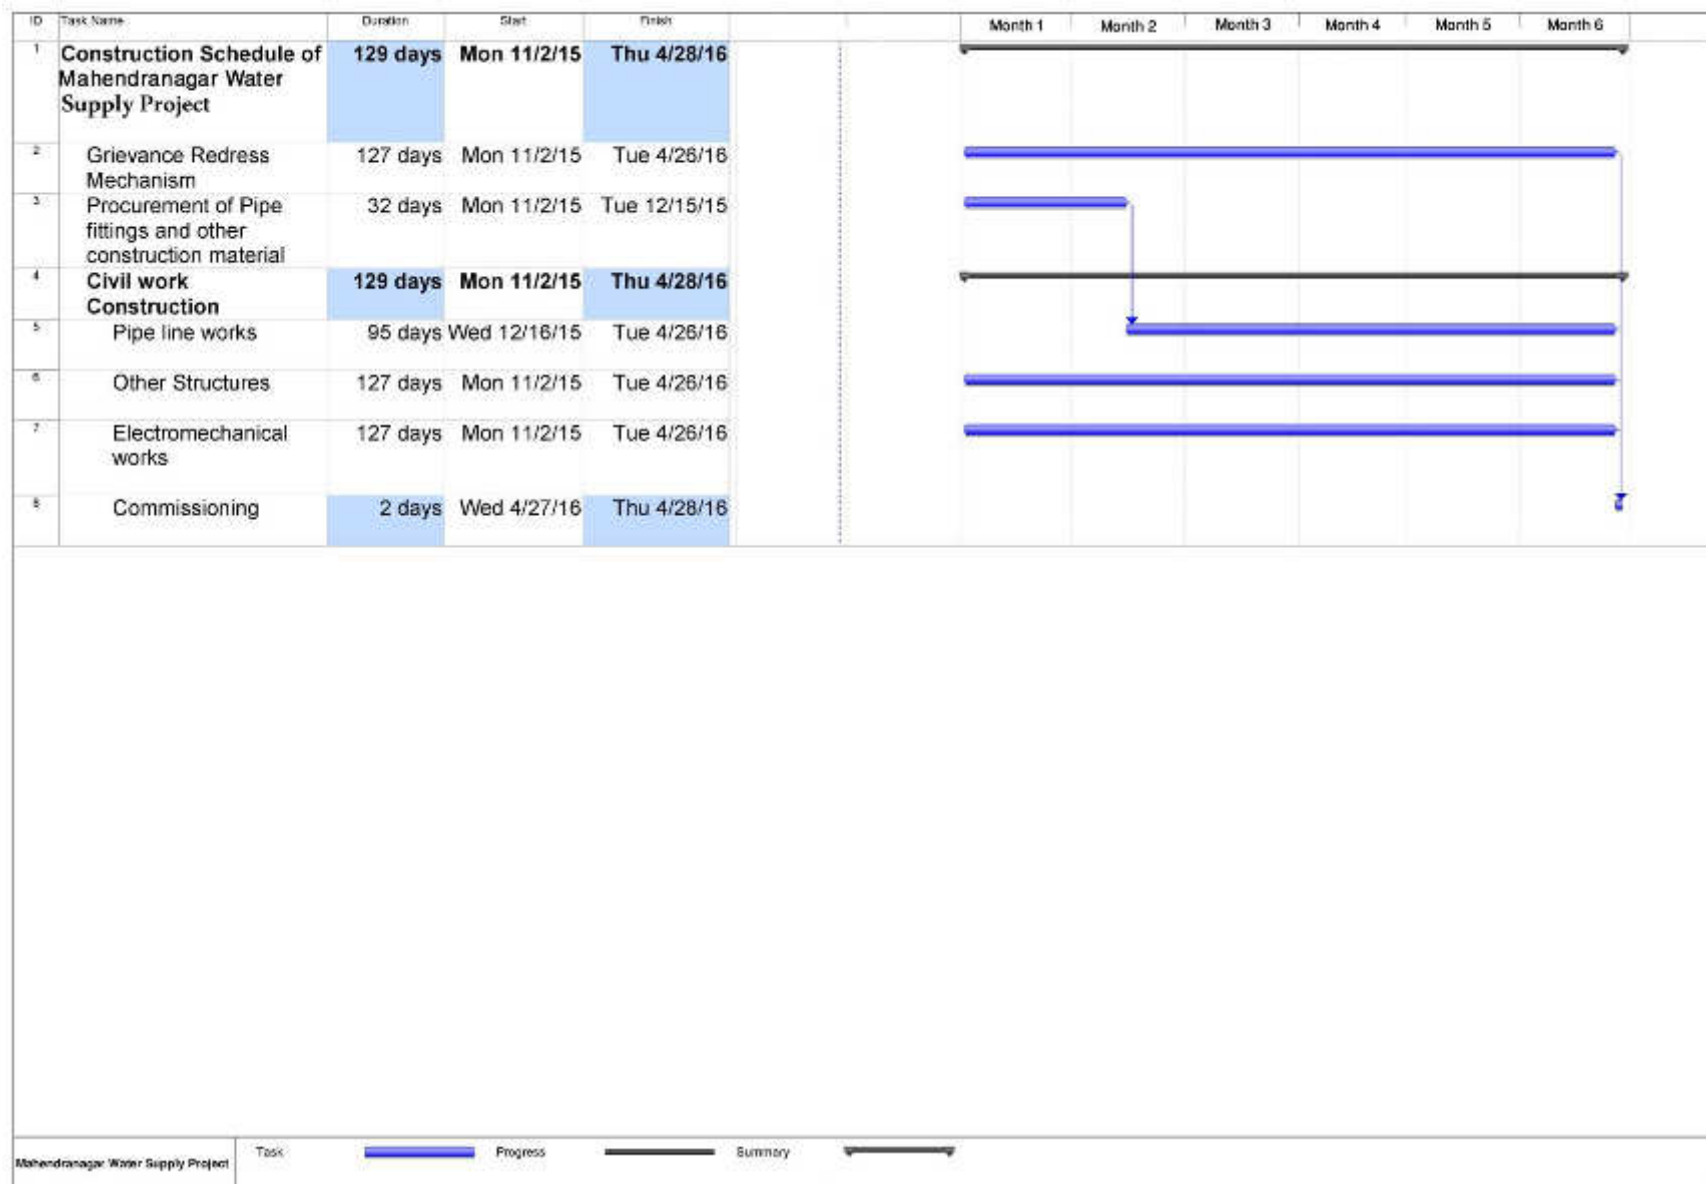 ID Task Name Duration Start Finish Month 1 Month 2 Month 3 Month 4 Month 5 Month 6
1 Construction Schedule of 129 days Mon 11/2/15 Thu 4/28/16
Mahendranagar Water
Supply Project
2 Grievance Redress 127 days Mon 11/2/15 Tue 4/26/16
Mechanism
3 Procurement of Pipe 32 days Mon 11/2/15 Tue 12/15/15
fittings and other
construction material
4 Civil work 129 days Mon 11/2/15 Thu 4/28/16
Construction
5 Pipe line works 95 days Wed 12/16/15 Tue 4/26/16
6 Other Structures 127 days Mon 11/2/15 Tue 4/26/16
7 Electromechanical 127 days Mon 11/2/15 Tue 4/26/16
works
8 Commissioning 2 days Wed 4/27/16 Thu 4/28/16
Mahendranagar Water Supply Project Task Progress Summary